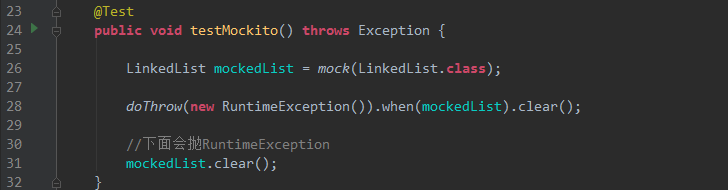 23 @Test
24 public void testMockito() throws Exception {
25
26 LinkedList mockedList = mock(LinkedList.class);
27
28 doThrow(new RuntimeException()).when(mockedList).clear();
29
30 //下面会抛RuntimeException
31 mockedList.clear();
32 }